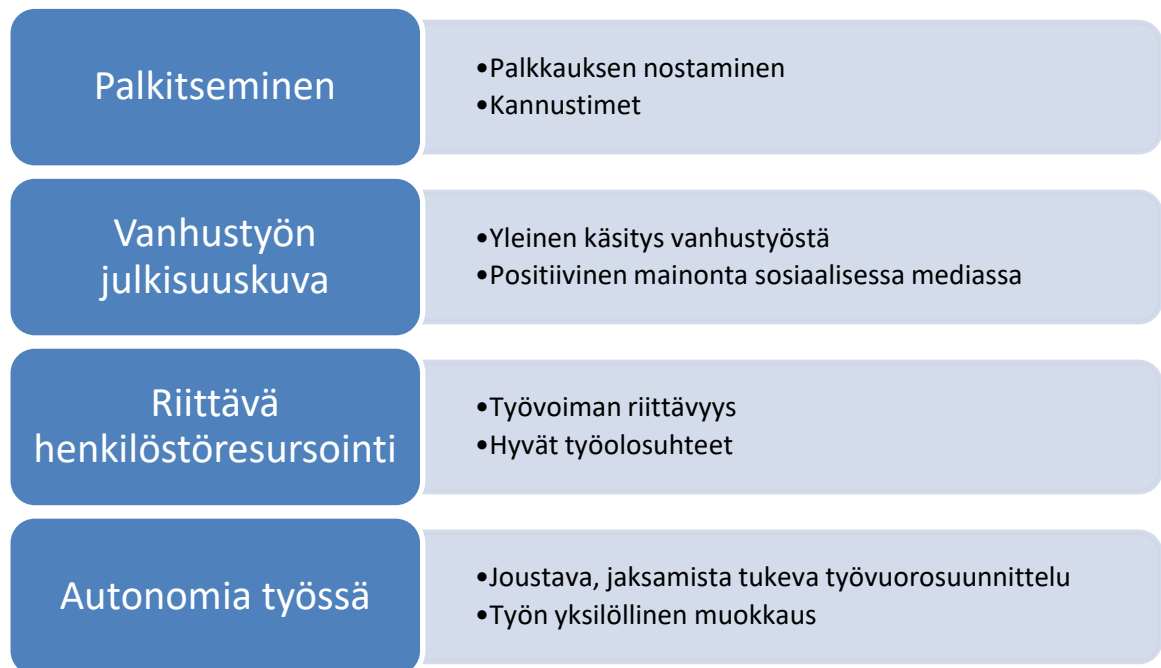 Palkitseminen
•Palkkauksen nostaminen
•Kannustimet
Vanhustyön
julkisuuskuva
•Yleinen käsitys vanhustyöstä
•Positiivinen mainonta sosiaalisessa mediassa
Riittävä
henkilöstöresursointi
•Työvoiman riittävyys
•Hyvät työolosuhteet
Autonomia työssä
•Joustava, jaksamista tukeva työvuorosuunnittelu
•Työn yksilöllinen muokkaus